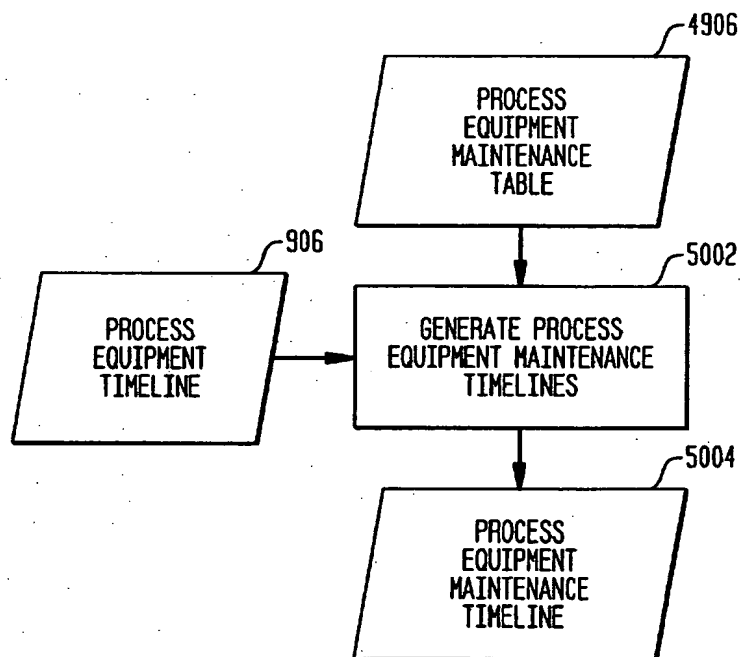 4906
PROCESS
EQUIPMENT
MAINTENANCE
TABLE
906
PROCESS
EQUIPMENT
TIMELINE
5002
GENERATE PROCESS
EQUIPMENT MAINTENANCE
TIMELINES
5004
PROCESS
EQUIPMENT
MAINTENANCE
TIMELINE